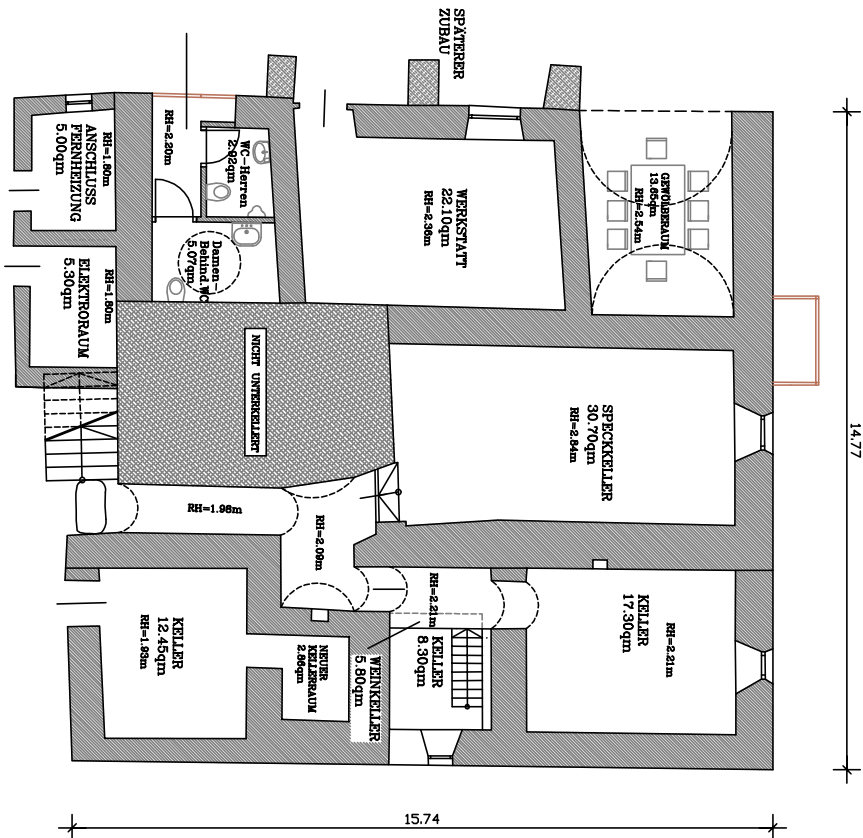 SPÄTERER
ZUBAU
GEWÖLBERAUM
13.65qm
RH=2.54m
WERKSTATT
22.10qm
RH=2.36m
WC-Herren
2.92qm
RH=2.20m
Damen-
Behind.WC
5.07qm
RH=1.80m
ANSCHLUSS
FERNHEIZUNG
5.00qm
RH=1.80m
ELEKTRORAUM
5.30qm
NICHT UNTERKELLERT
SPECKKELLER
30.70qm
RH=2.84m
14.77
RH=1.98m
RH=2.09m
RH=2.21m
KELLER
8.30qm
RH=2.21m
KELLER
17.30qm
WEINKELLER
5.80qm
NEUER
KELLERRAUM
2.86qm
KELLER
12.45qm
RH=1.93m
15.74